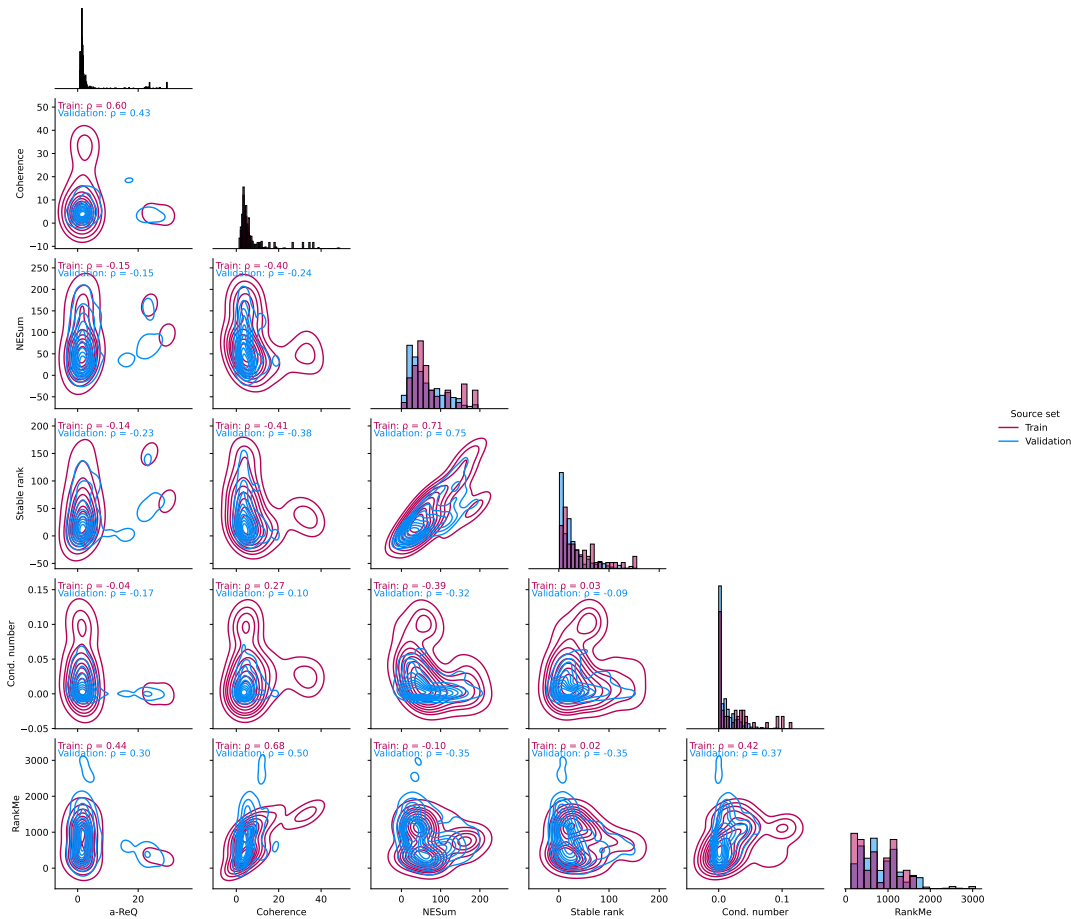 50
40
30
20
10
0
−10
Coherence
Train: ρ = 0.60
Validation: ρ = 0.43
0
20
250
200
150
100
50
0
−50
NESum
Train: ρ = -0.15
Validation: ρ = -0.15
Train: ρ = -0.40
Validation: ρ = -0.24
0
20
40
200
150
100
50
0
−50
Stable rank
Train: ρ = -0.14
Validation: ρ = -0.23
Train: ρ = -0.41
Validation: ρ = -0.38
Train: ρ = 0.71
Validation: ρ = 0.75
0
100
200
Source set
Train
Validation
0.15
0.10
0.05
0.00
−0.05
Cond. number
Train: ρ = -0.04
Validation: ρ = -0.17
Train: ρ = 0.27
Validation: ρ = 0.10
Train: ρ = -0.39
Validation: ρ = -0.32
Train: ρ = 0.03
Validation: ρ = -0.09
3000
2000
1000
0
RankMe
Train: ρ = 0.44
Validation: ρ = 0.30
Train: ρ = 0.68
Validation: ρ = 0.50
Train: ρ = -0.10
Validation: ρ = -0.35
Train: ρ = 0.02
Validation: ρ = -0.35
Train: ρ = 0.42
Validation: ρ = 0.37
0 20
0 20 40
0 100 200
0 100 200
0.0 0.1
0 1000 2000 3000
a-ReQ
Coherence
NESum
Stable rank
Cond. number
RankMe